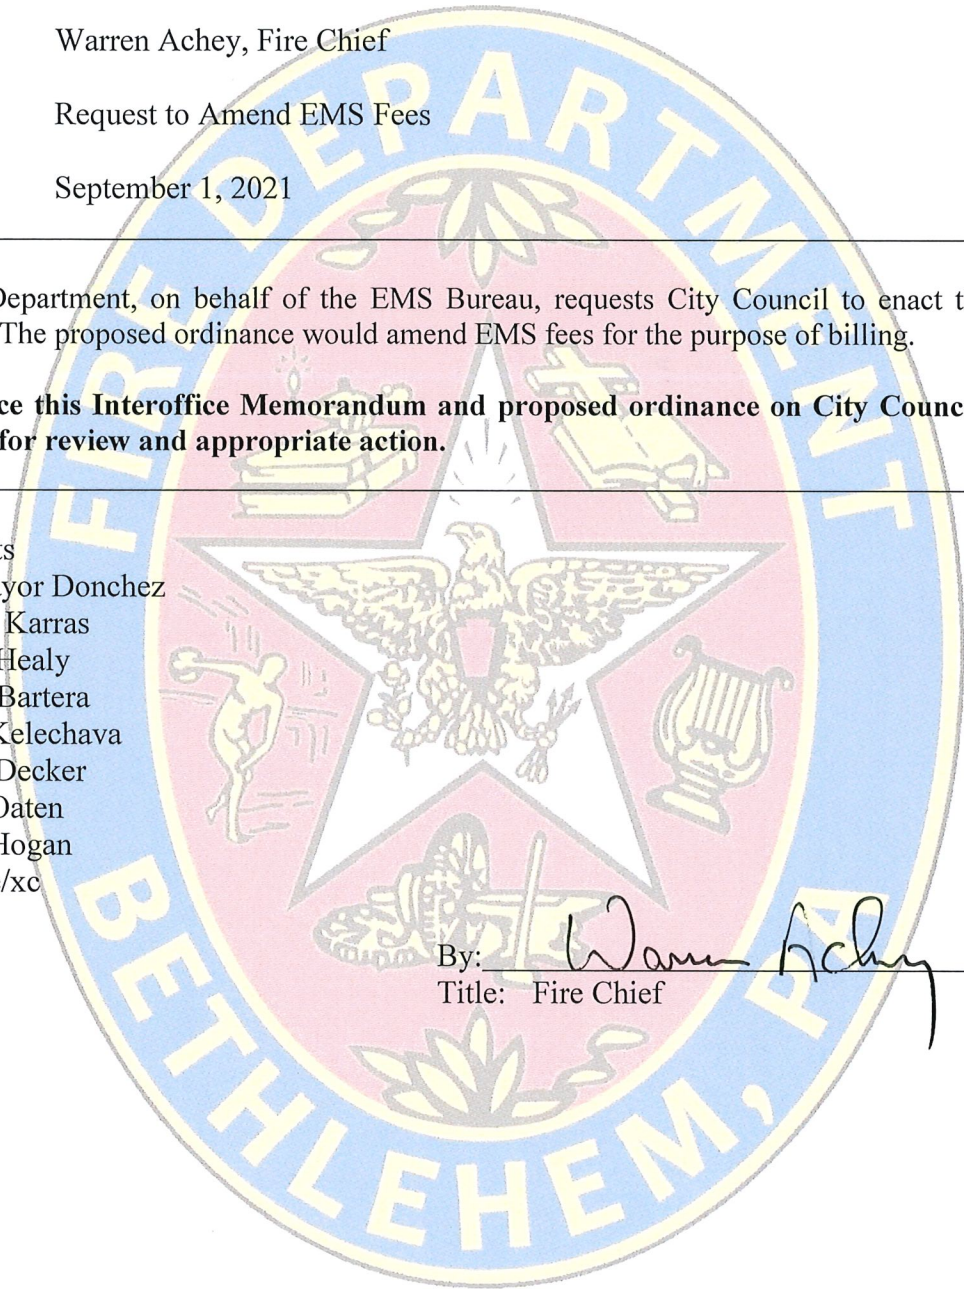 Warren Achey, Fire Chief
Request to Amend EMS Fees
September 1, 2021
Department, on behalf of the EMS Bureau, requests City Council to enact t
The proposed ordinance would amend EMS fees for the purpose of billing.
ce this Interoffice Memorandum and proposed ordinance on City Counc
for review and appropriate action.
ts
yor Donchez
Karras
Healy
Bartera
Kelechava
Decker
Daten
Hogan
/xc
By: Warren Achey
Title: Fire Chief
FIRE DEPARTMENT
BETHLEHEM, PA